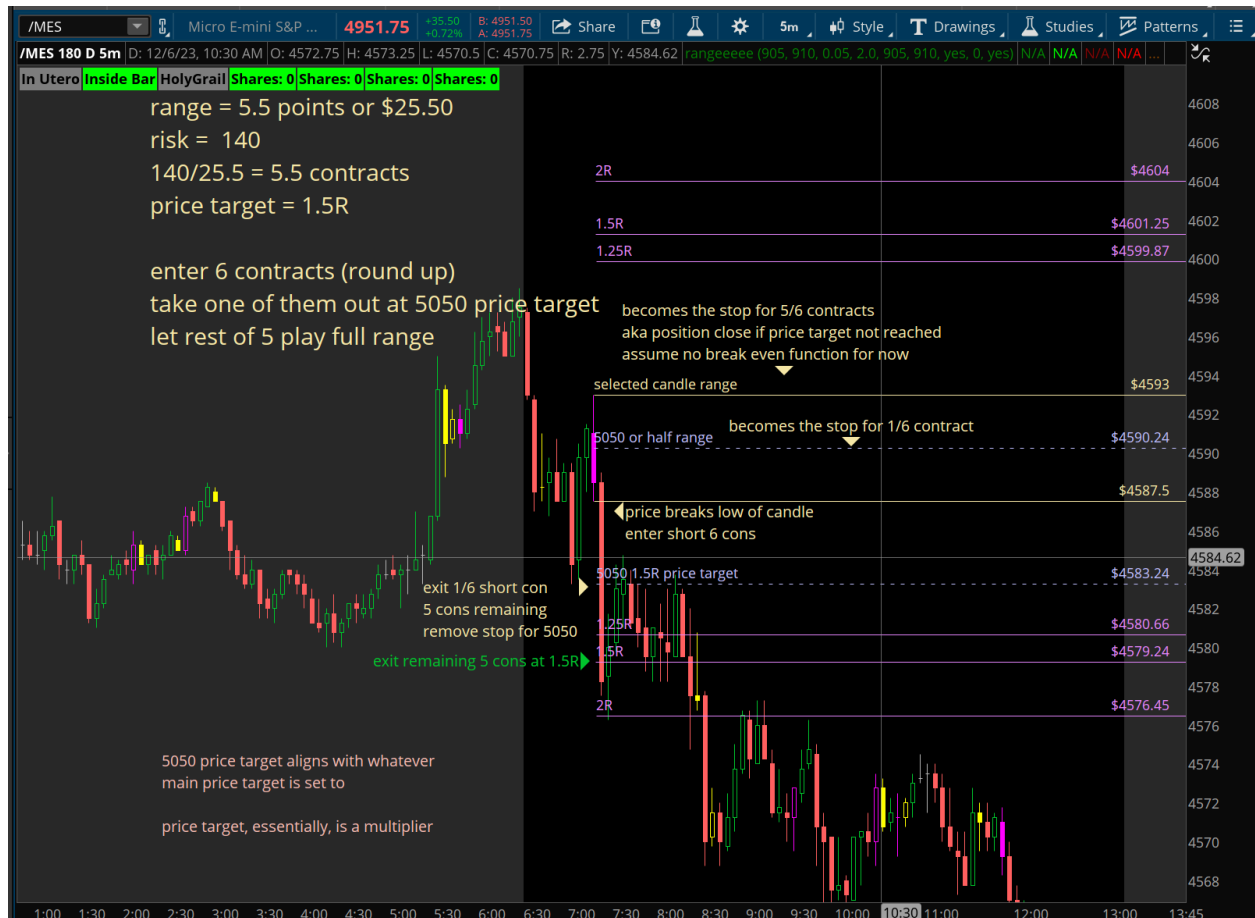 /MES
Micro E-mini S&P ...
4951.75
+35.50
+0.72%
B: 4951.50
A: 4951.75
Share
5m
Style
Drawings
Studies
Patterns
/MES 180 D 5m D: 12/6/23, 10:30 AM O: 4572.75 H: 4573.25 L: 4570.5 C: 4570.75 R: 2.75 Y: 4584.62 rangeeeee (905, 910, 0.05, 2.0, 905, 910, yes, 0, yes) N/A N/A N/A N/A ...
In Utero Inside Bar HolyGrail Shares: 0 Shares: 0 Shares: 0 Shares: 0
range = 5.5 points or $25.50
risk = 140
140/25.5 = 5.5 contracts
price target = 1.5R
enter 6 contracts (round up)
take one of them out at 5050 price target
let rest of 5 play full range
2R $4604
1.5R $4601.25
1.25R $4599.87
becomes the stop for 5/6 contracts
aka position close if price target not reached
assume no break even function for now
selected candle range $4593
becomes the stop for 1/6 contract
5050 or half range $4590.24
$4587.5
price breaks low of candle
enter short 6 cons
5050 1.5R price target $4583.24
exit 1/6 short con
5 cons remaining
remove stop for 5050
1.25R $4580.66
exit remaining 5 cons at 1.5R
1.5R $4579.24
2R $4576.45
5050 price target aligns with whatever
main price target is set to
price target, essentially, is a multiplier
4608
4606
4604
4602
4600
4598
4596
4594
4592
4590
4588
4586
4584.62
4584
4582
4580
4578
4576
4574
4572
4570
4568
1:00 1:30 2:00 2:30 3:00 3:30 4:00 4:30 5:00 5:30 6:00 6:30 7:00 7:30 8:00 8:30 9:00 9:30 10:00 10:30 11:00 12:00 13:00 13:45